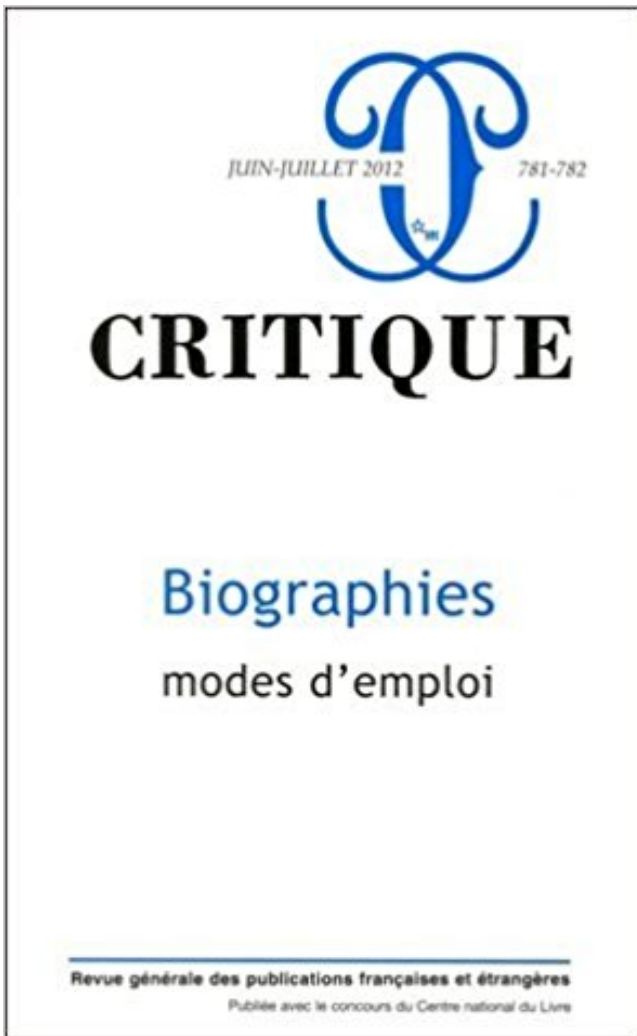 JUIN-JUILLET 2012 781-782
CRITIQUE
Biographies
modes d’emploi
Revue générale des publications françaises et étrangères
Publiée avec le concours du Centre national du Livre